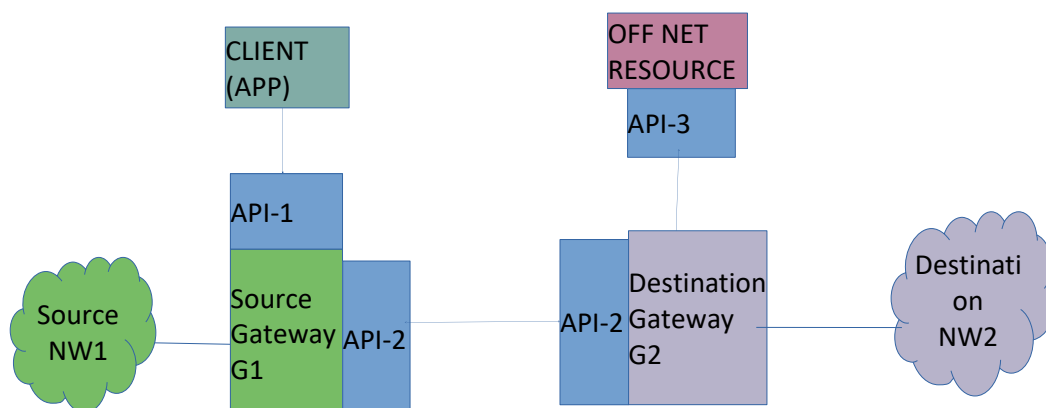 CLIENT
(APP)
OFF NET
RESOURCE
API-3
API-1
Source
NW1
Source
Gateway
G1
API-2
API-2
Destination
Gateway
G2
Destinati
on
NW2